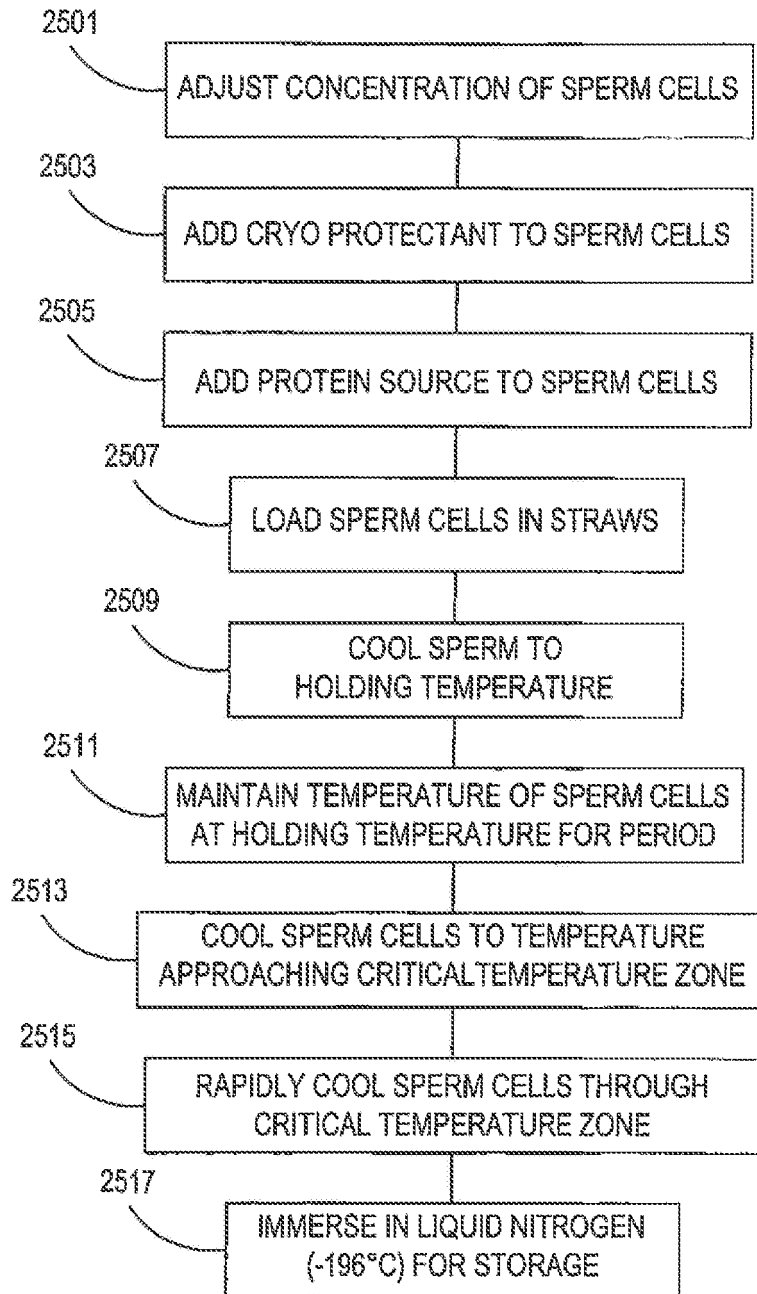 2501
ADJUST CONCENTRATION OF SPERM CELLS
2503
ADD CRYO PROTECTANT TO SPERM CELLS
2505
ADD PROTEIN SOURCE TO SPERM CELLS
2507
LOAD SPERM CELLS IN STRAWS
2509
COOL SPERM TO
HOLDING TEMPERATURE
2511
MAINTAIN TEMPERATURE OF SPERM CELLS
AT HOLDING TEMPERATURE FOR PERIOD
2513
COOL SPERM CELLS TO TEMPERATURE
APPROACHING CRITICALTEMPERATURE ZONE
2515
RAPIDLY COOL SPERM CELLS THROUGH
CRITICAL TEMPERATURE ZONE
2517
IMMERSE IN LIQUID NITROGEN
(-196°C) FOR STORAGE